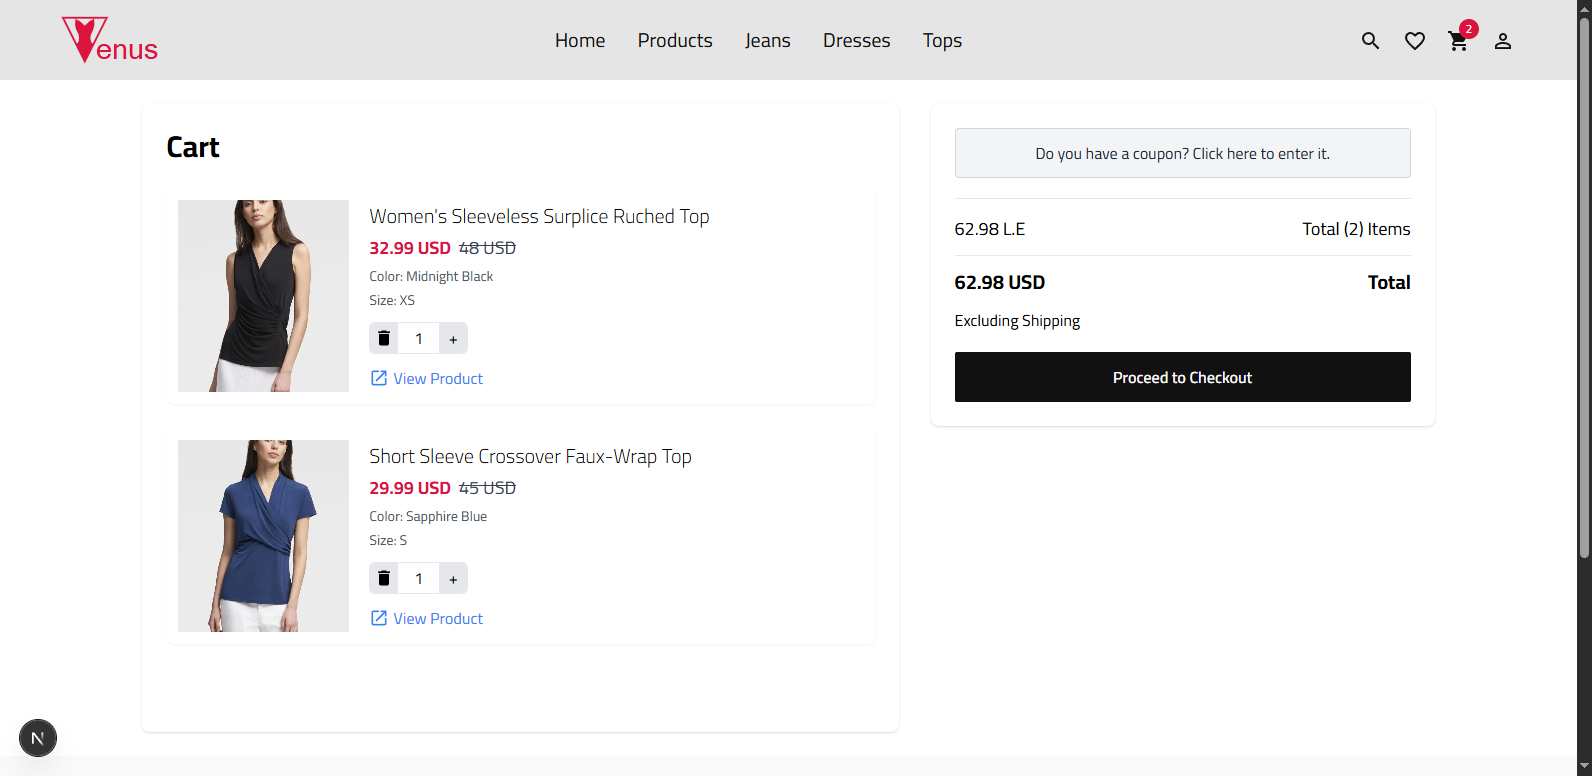 Venus
Home Products Jeans Dresses Tops
2
Cart
Women's Sleeveless Surplice Ruched Top
32.99 USD 48 USD
Color: Midnight Black
Size: XS
1 +
View Product
Short Sleeve Crossover Faux-Wrap Top
29.99 USD 45 USD
Color: Sapphire Blue
Size: S
1 +
View Product
Do you have a coupon? Click here to enter it.
62.98 L.E Total (2) Items
62.98 USD Total
Excluding Shipping
Proceed to Checkout
N